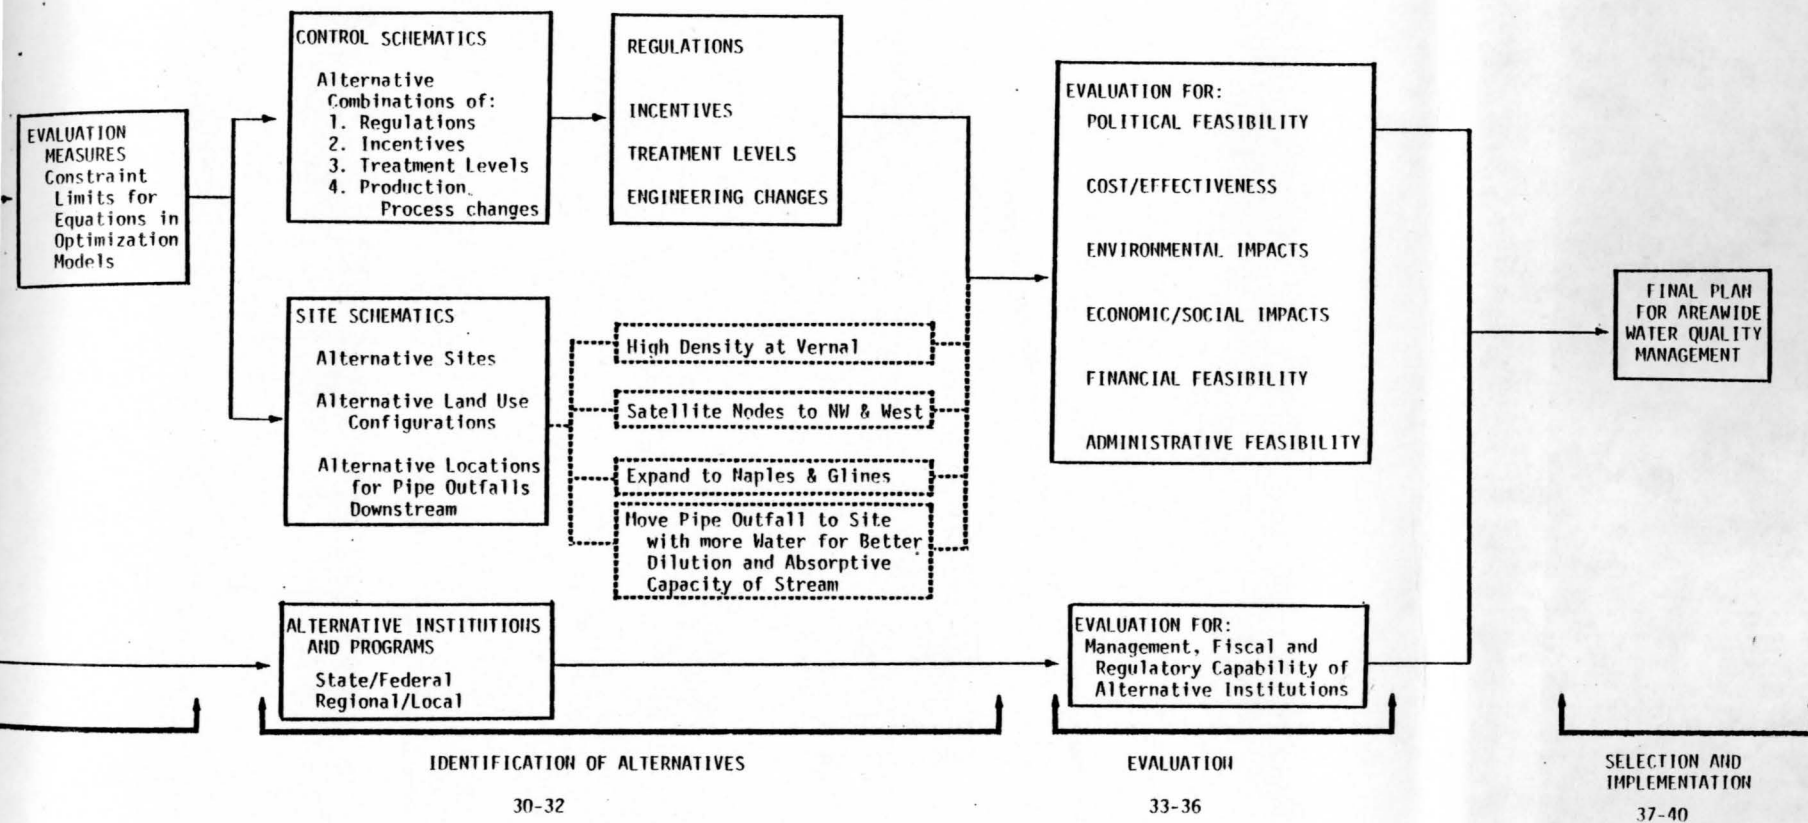 EVALUATION
MEASURES
Constraint
Limits for
Equations in
Optimization
Models
CONTROL SCHEMATICS
Alternative
Combinations of:
1. Regulations
2. Incentives
3. Treatment Levels
4. Production
Process changes
REGULATIONS
INCENTIVES
TREATMENT LEVELS
ENGINEERING CHANGES
SITE SCHEMATICS
Alternative Sites
Alternative Land Use
Configurations
Alternative Locations
for Pipe Outfalls
Downstream
High Density at Vernal
Satellite Nodes to NW & West
Expand to Naples & Glines
Move Pipe Outfall to Site
with more Water for Better
Dilution and Absorptive
Capacity of Stream
ALTERNATIVE INSTITUTIONS
AND PROGRAMS
State/Federal
Regional/Local
EVALUATION FOR:
POLITICAL FEASIBILITY
COST/EFFECTIVENESS
ENVIRONMENTAL IMPACTS
ECONOMIC/SOCIAL IMPACTS
FINANCIAL FEASIBILITY
ADMINISTRATIVE FEASIBILITY
EVALUATION FOR:
Management, Fiscal and
Regulatory Capability of
Alternative Institutions
FINAL PLAN
FOR AREAWIDE
WATER QUALITY
MANAGEMENT
IDENTIFICATION OF ALTERNATIVES
30-32
EVALUATION
33-36
SELECTION AND
IMPLEMENTATION
37-40